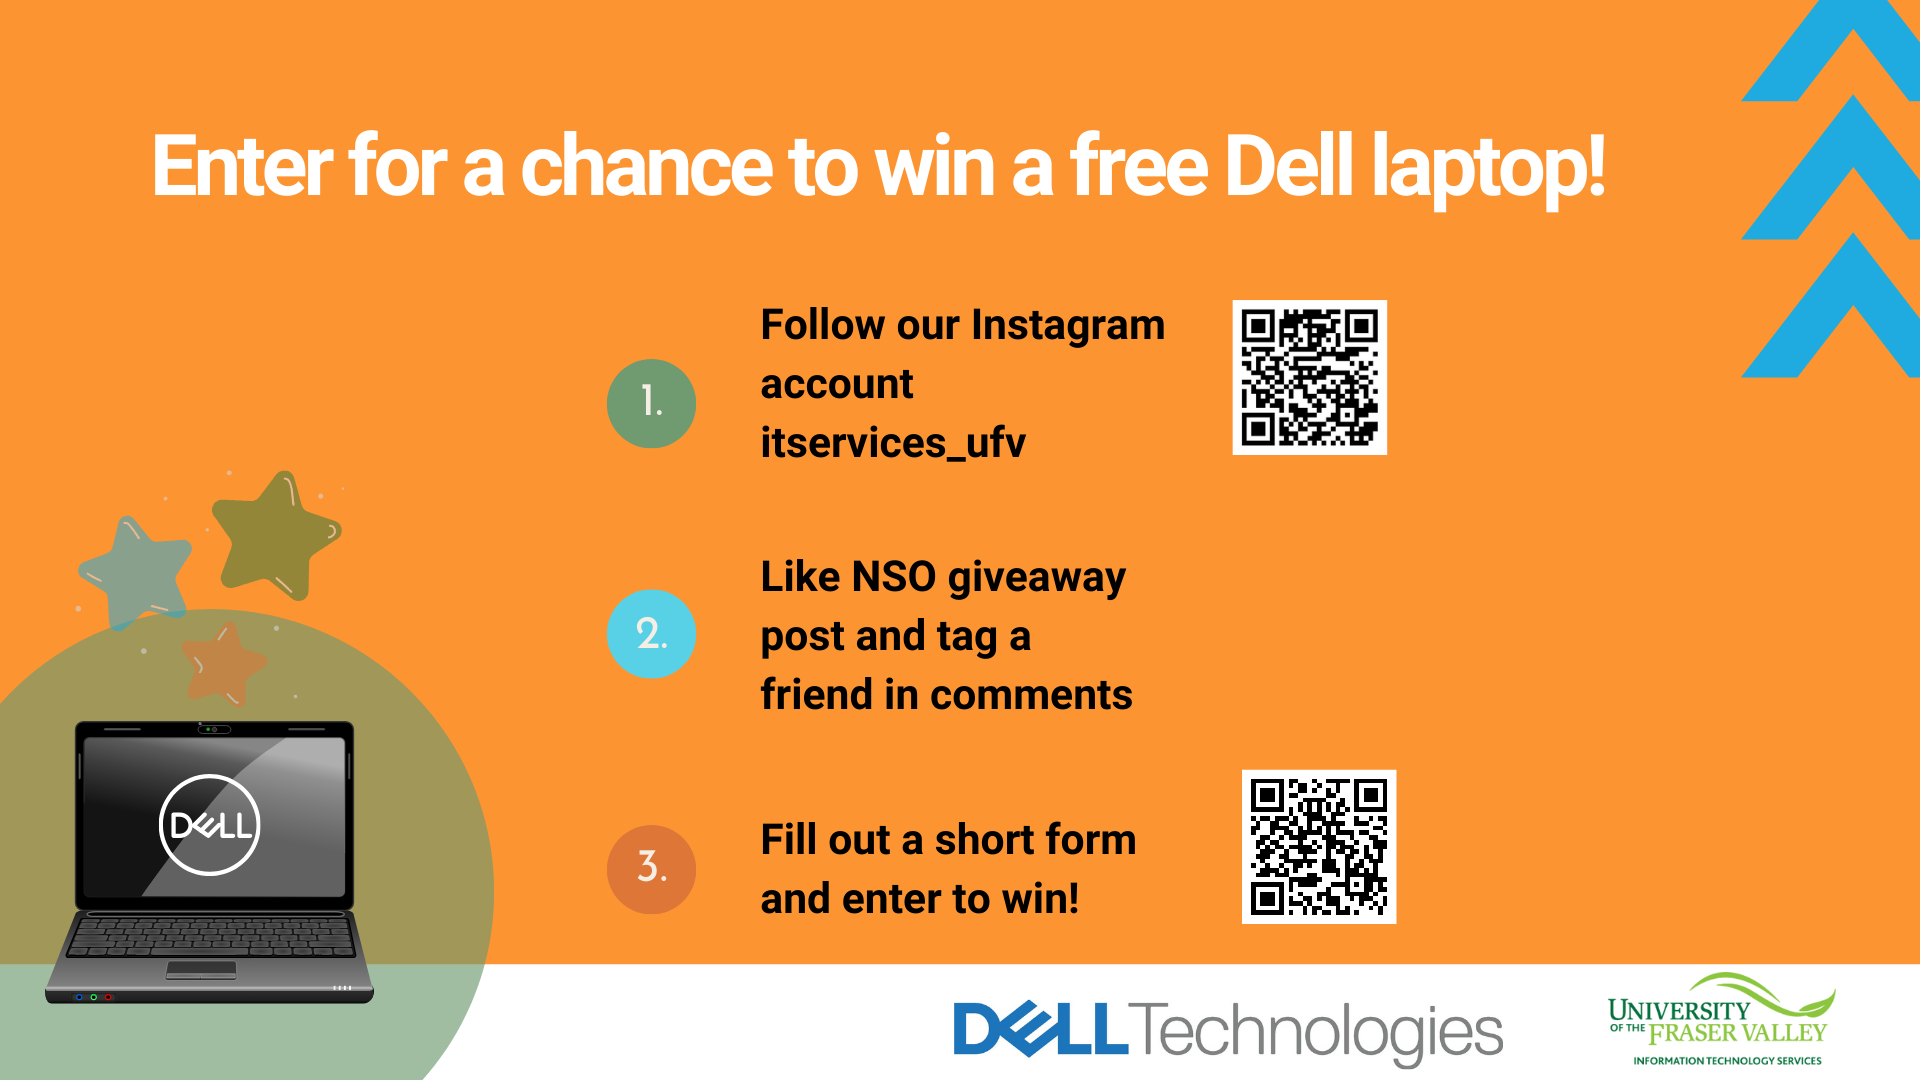 Enter for a chance to win a free Dell laptop!
1.
Follow our Instagram
account
itservices_ufv
2.
Like NSO giveaway
post and tag a
friend in comments
3.
Fill out a short form
and enter to win!
DELL
DELL Technologies
UNIVERSITY
OF THE FRASER VALLEY
INFORMATION TECHNOLOGY SERVICES